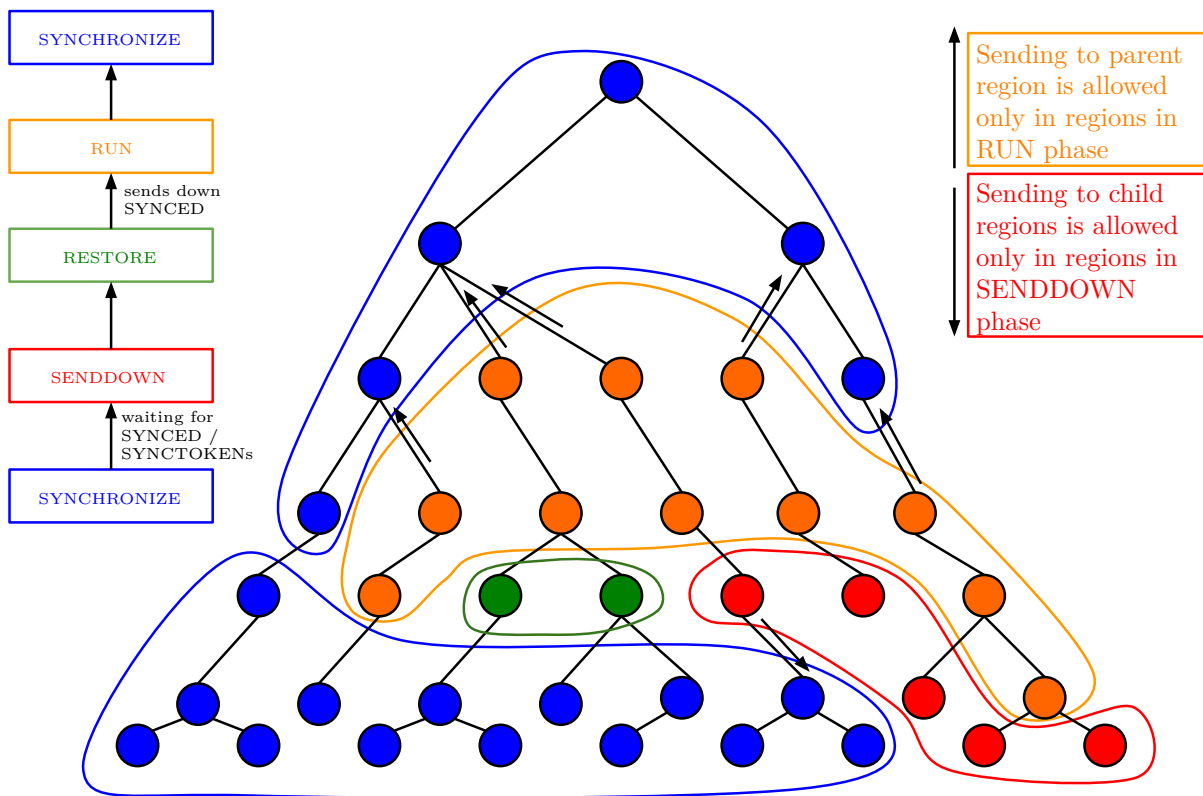 SYNCHRONIZE
RUN
sends down
SYNCED
RESTORE
SENDDOWN
waiting for
SYNCED /
SYNCTOKENs
SYNCHRONIZE
Sending to parent
region is allowed
only in regions in
RUN phase
Sending to child
regions is allowed
only in regions in
SENDDOWN
phase